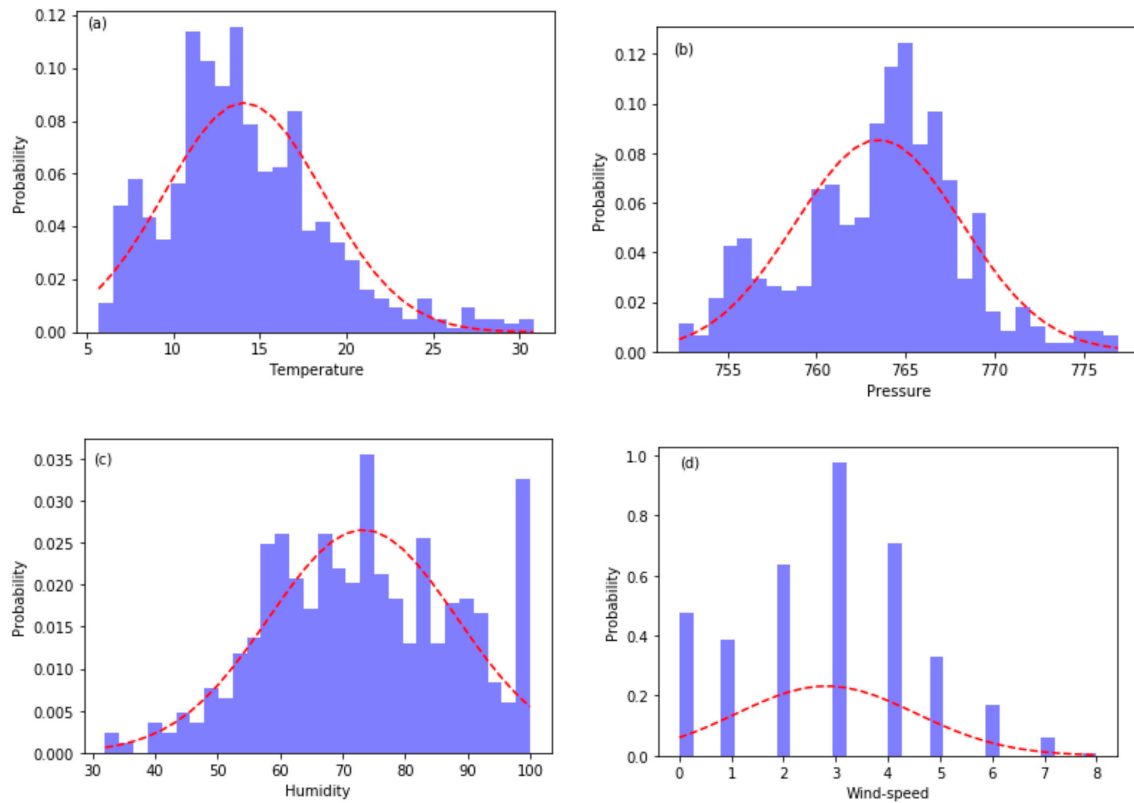 (a)
Probability
0.12
0.10
0.08
0.06
0.04
0.02
0.00
5 10 15 20 25 30
Temperature
(b)
Probability
0.12
0.10
0.08
0.06
0.04
0.02
0.00
755 760 765 770 775
Pressure
(c)
Probability
0.035
0.030
0.025
0.020
0.015
0.010
0.005
0.000
30 40 50 60 70 80 90 100
Humidity
(d)
Probability
1.0
0.8
0.6
0.4
0.2
0.0
0 1 2 3 4 5 6 7 8
Wind-speed